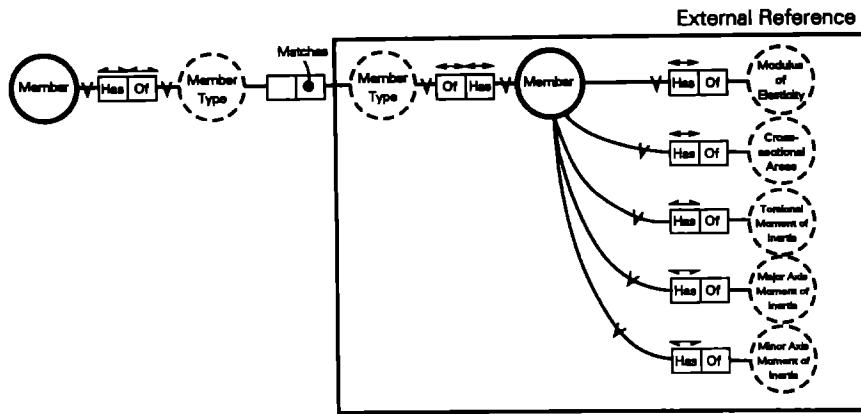 External Reference
Matches
Member
Has Of
Member
Type
Member
Type
Of Has
Member
Has Of
Modulus
of
Elasticity
Has Of
Cross-
sectional
Areas
Has Of
Torsional
Moment of
Inertia
Has Of
Major Axis
Moment of
Inertia
Has Of
Minor Axis
Moment of
Inertia